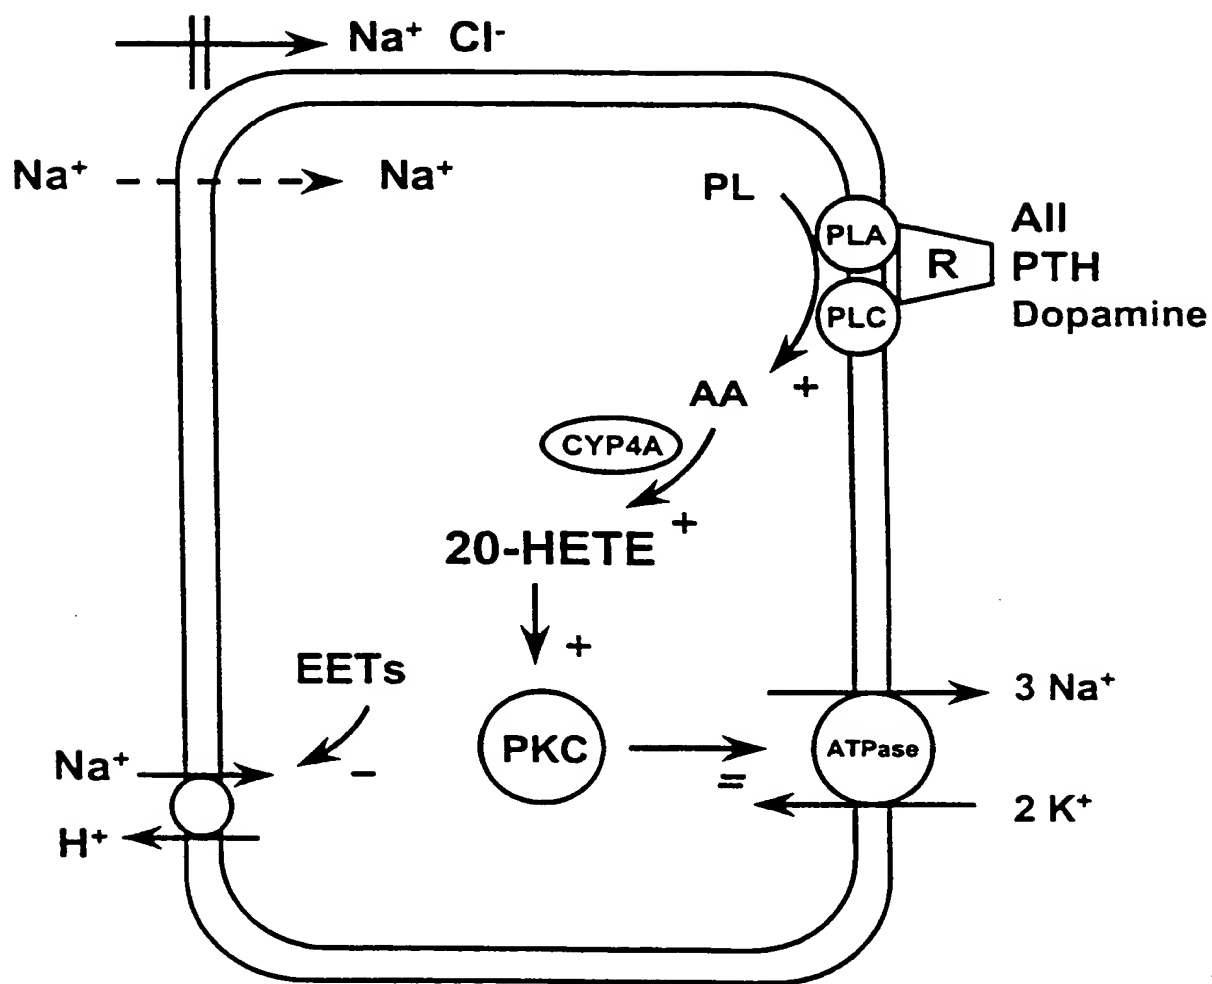 Na⁺ Cl⁻
Na⁺ Na⁺
PL
PLA
R
PLC
AII
PTH
Dopamine
+
AA
CYP4A
+
20-HETE
+
EETs
PKC
3 Na⁺
ATPase
=
2 K⁺
Na⁺
−
H⁺